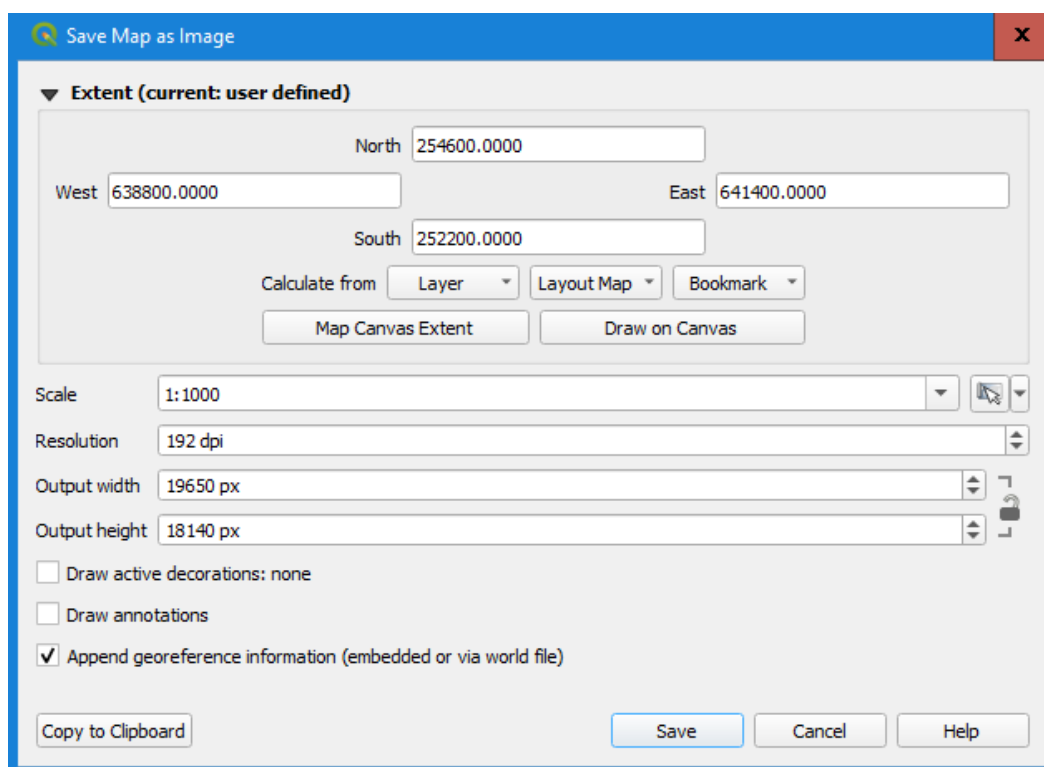 Save Map as Image
Extent (current: user defined)
North 254600.0000
West 638800.0000 East 641400.0000
South 252200.0000
Calculate from Layer Layout Map Bookmark
Map Canvas Extent Draw on Canvas
Scale 1:1000
Resolution 192 dpi
Output width 19650 px
Output height 18140 px
Draw active decorations: none
Draw annotations
Append georeference information (embedded or via world file)
Copy to Clipboard Save Cancel Help